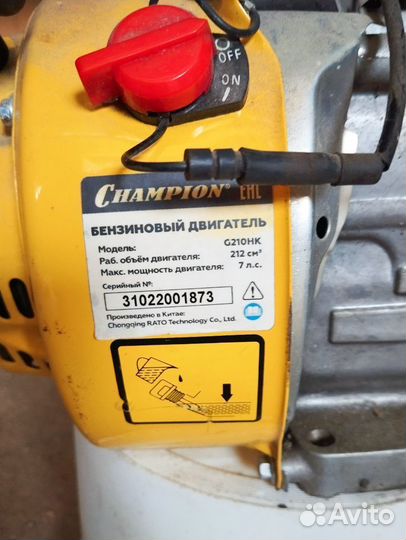 OFF
ON
CHAMPION® EAC
БЕНЗИНОВЫЙ ДВИГАТЕЛЬ
Модель: G210HK
Раб. объём двигателя: 212 см³
Макс. мощность двигателя: 7 л.с.
Серийный №:
31022001873
Произведено в Китае:
Chongqing RATO Technology Co., Ltd.
Avito